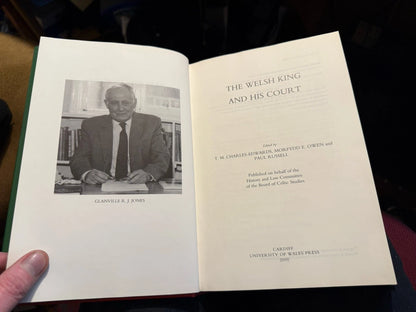 GLANVILLE R. J. JONES
THE WELSH KING
AND HIS COURT
Edited by
T. M. CHARLES-EDWARDS, MORFYDD E. OWEN and
PAUL RUSSELL
Published on behalf of the
History and Law Committee
of the Board of Celtic Studies
CARDIFF
UNIVERSITY OF WALES PRESS
2000